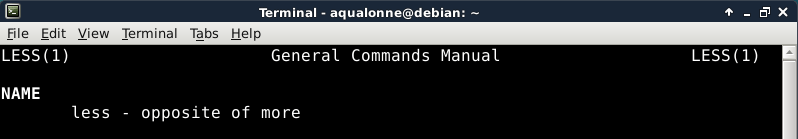 Terminal - aqualonne@debian: ~
File Edit View Terminal Tabs Help
LESS(1) General Commands Manual LESS(1)
NAME
less - opposite of more